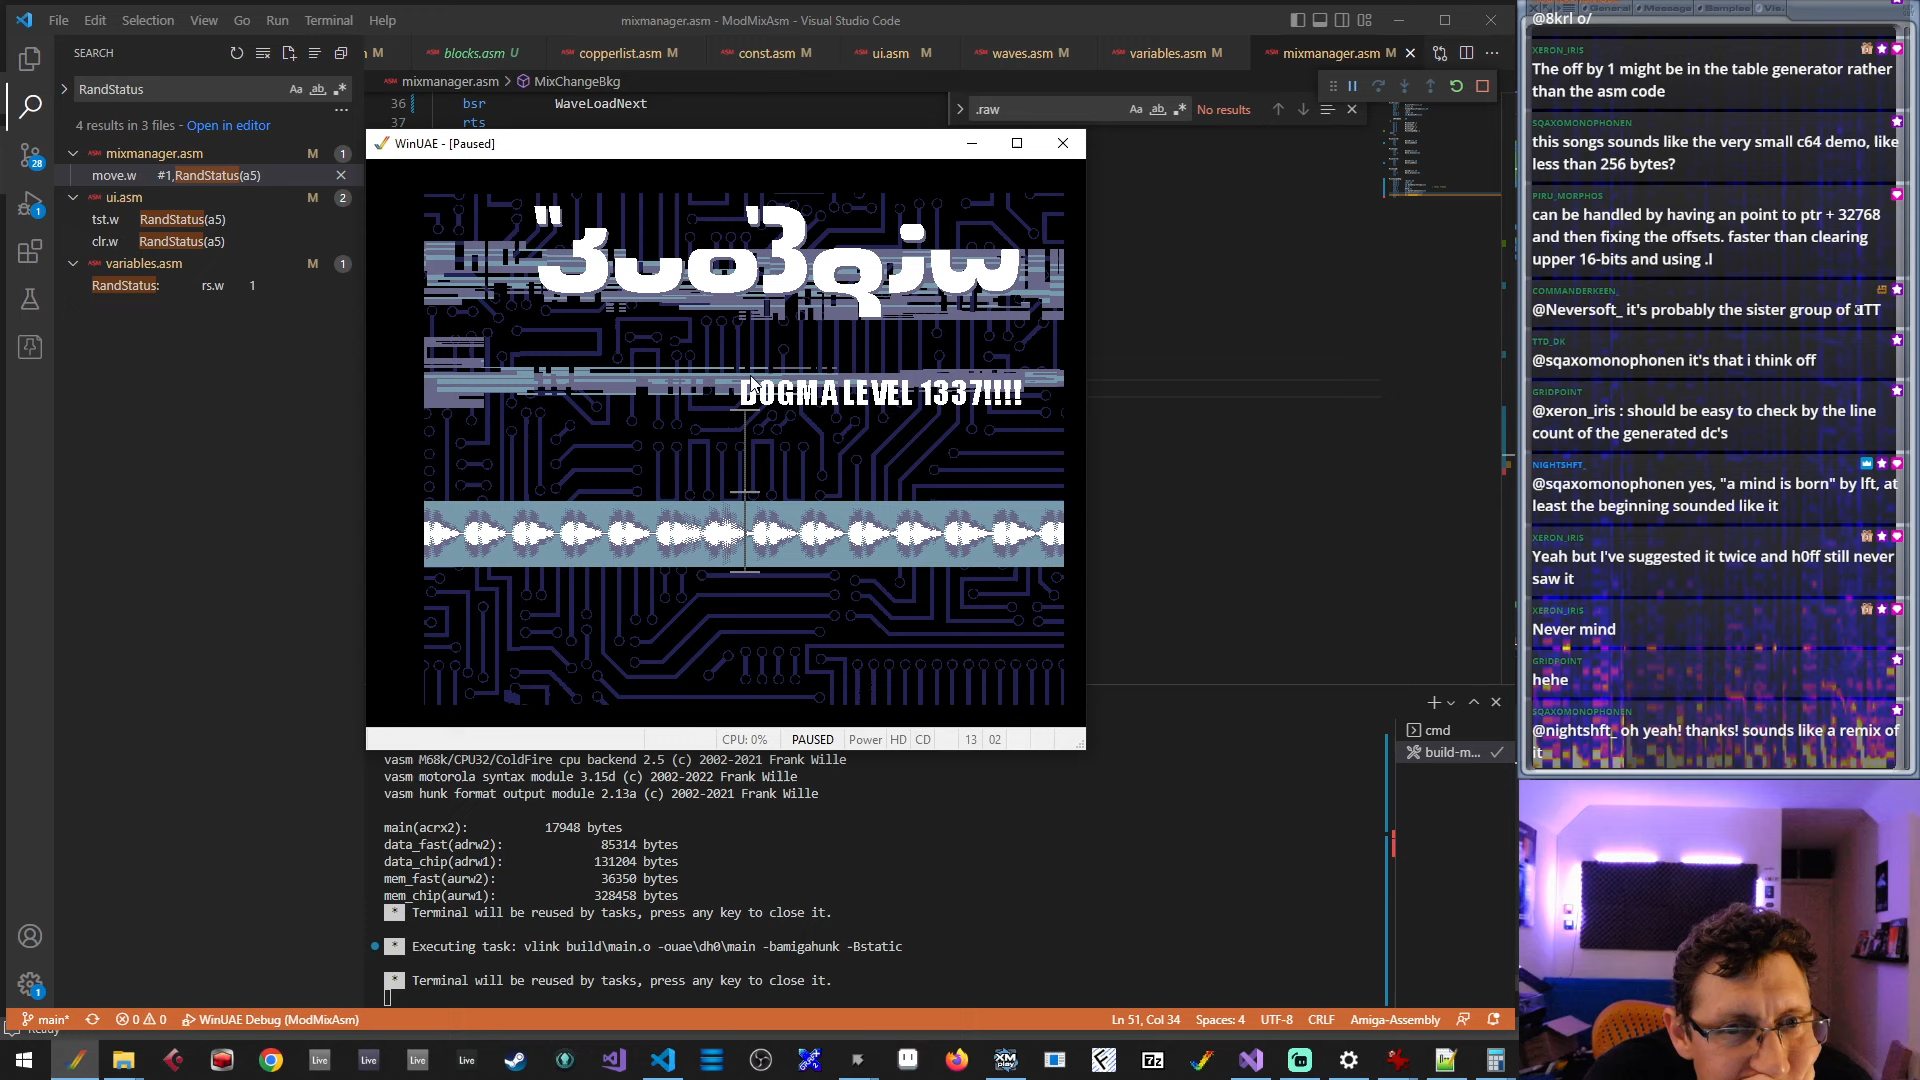 File Edit Selection View Go Run Terminal Help
mixmanager.asm - ModMixAsm - Visual Studio Code
SEARCH
M blocks.asm U copperlist.asm M const.asm M ui.asm M waves.asm M variables.asm M mixmanager.asm M
RandStatus
mixmanager.asm > MixChangeBkg
36 bsr WaveLoadNext
37 rts
.raw
No results
4 results in 3 files - Open in editor
mixmanager.asm M 1
move.w #1,RandStatus(a5)
ui.asm M 2
tst.w RandStatus(a5)
clr.w RandStatus(a5)
variables.asm M 1
RandStatus: rs.w 1
WinUAE - [Paused]
DOGMA LEVEL 1337!!!!
CPU: 0% PAUSED Power HD CD 13 02
cmd
build-m...
vasm M68k/CPU32/ColdFire cpu backend 2.5 (c) 2002-2021 Frank Wille
vasm motorola syntax module 3.15d (c) 2002-2022 Frank Wille
vasm hunk format output module 2.13a (c) 2002-2021 Frank Wille
main(acrx2): 17948 bytes
data_fast(adrw2): 85314 bytes
data_chip(adrw1): 131204 bytes
mem_fast(aurw2): 36350 bytes
mem_chip(aurw1): 328458 bytes
* Terminal will be reused by tasks, press any key to close it.
* Executing task: vlink build\main.o -ouae\dh0\main -bamigahunk -Bstatic
* Terminal will be reused by tasks, press any key to close it.
main* 0 0 WinUAE Debug (ModMixAsm)
Ln 51, Col 34 Spaces: 4 UTF-8 CRLF Amiga-Assembly
Ready
@8krl o/
XERON_IRIS
The off by 1 might be in the table generator rather
than the asm code
SQAXOMONOPHONEN
this songs sounds like the very small c64 demo, like
less than 256 bytes?
PIRU_MORPHOS
can be handled by having an point to ptr + 32768
and then fixing the offsets. faster than clearing
upper 16-bits and using .l
COMMANDERKEEN_
@Neversoft_ it's probably the sister group of ᴈTT
TTD_DK
@sqaxomonophonen it's that i think off
GRIDPOINT
@xeron_iris : should be easy to check by the line
count of the generated dc's
NIGHTSHFT_
@sqaxomonophonen yes, "a mind is born" by lft, at
least the beginning sounded like it
XERON_IRIS
Yeah but I've suggested it twice and h0ff still never
saw it
XERON_IRIS
Never mind
GRIDPOINT
hehe
SQAXOMONOPHONEN
@nightshft_ oh yeah! thanks! sounds like a remix of
it